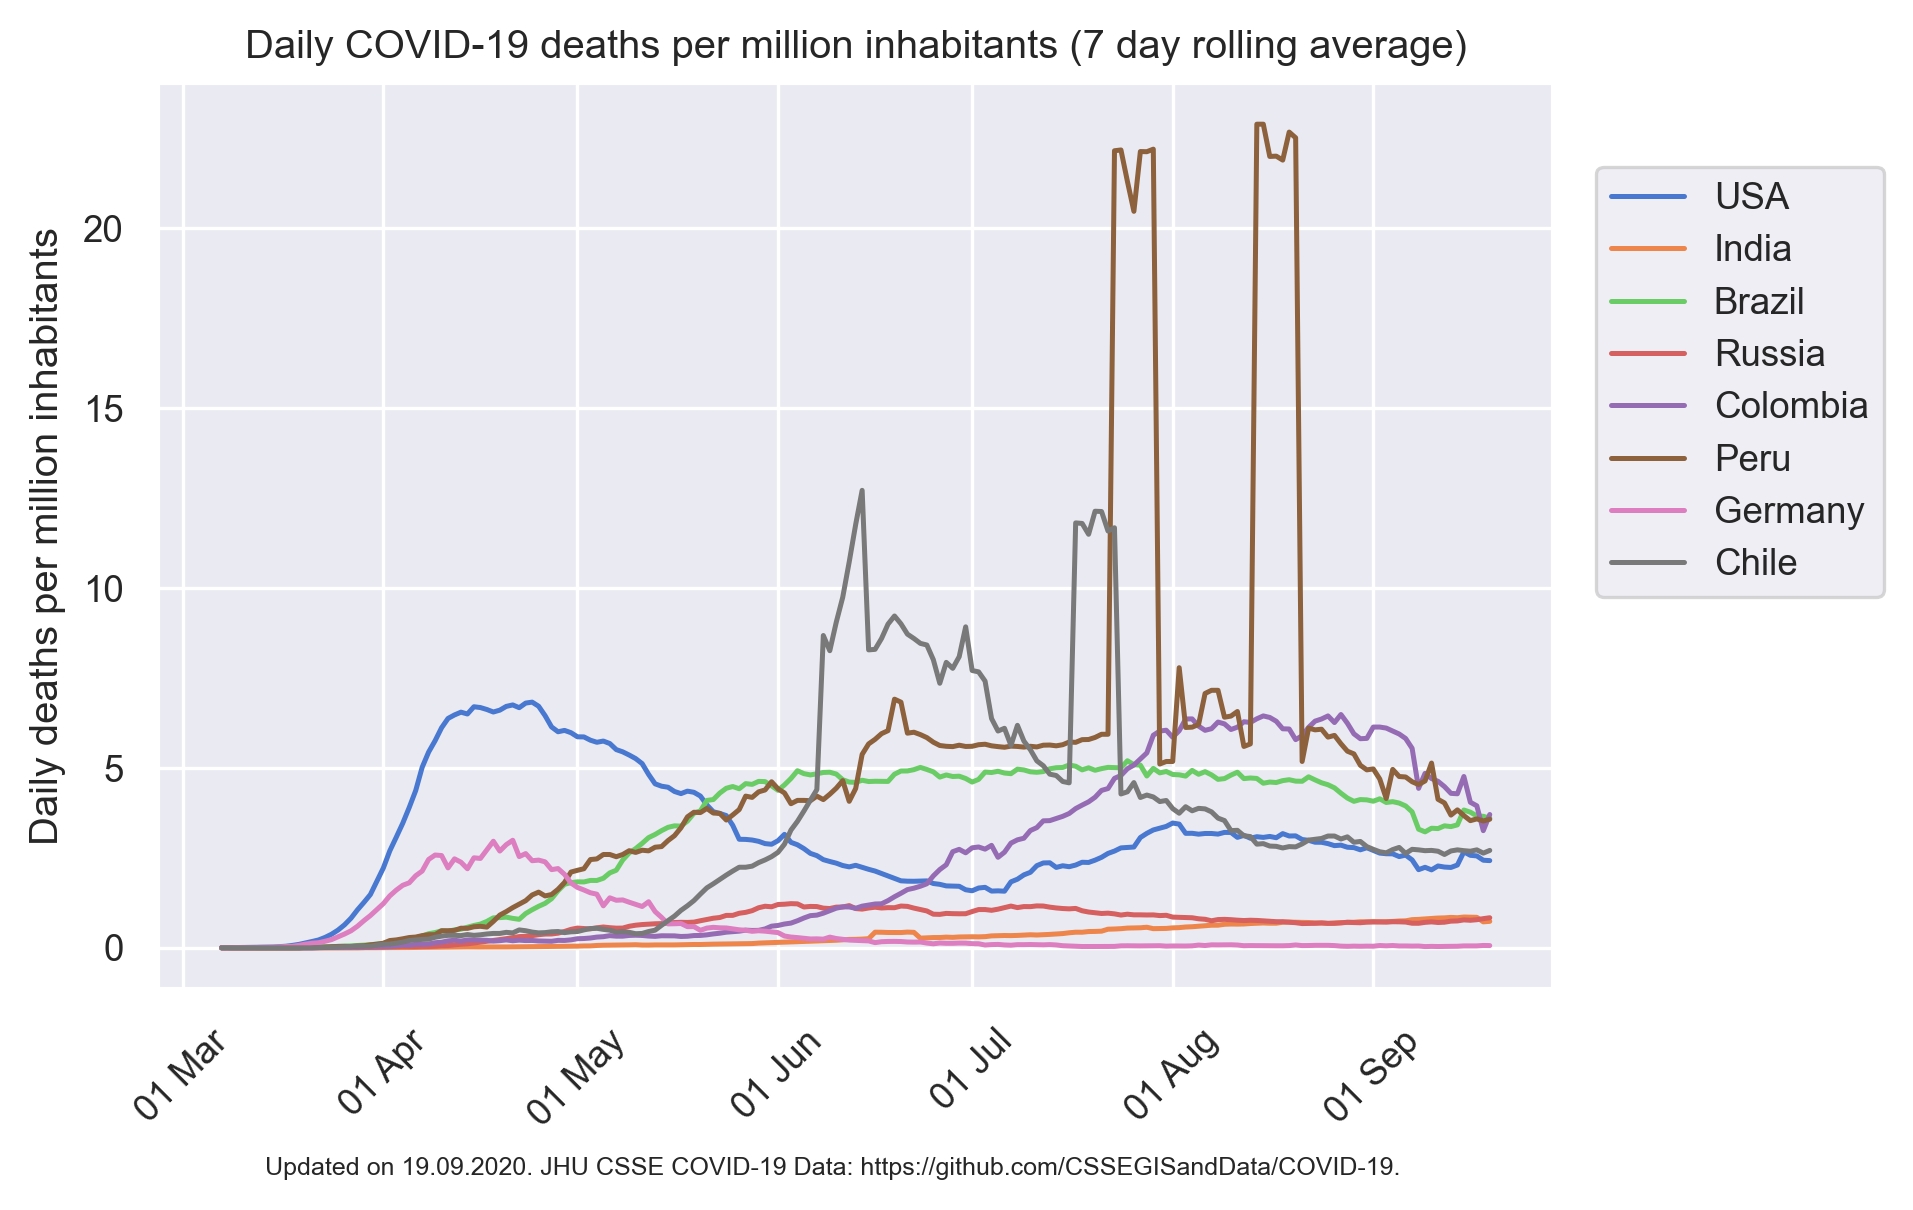 Daily COVID-19 deaths per million inhabitants (7 day rolling average)
Daily deaths per million inhabitants
20
15
10
5
0
01 Mar
01 Apr
01 May
01 Jun
01 Jul
01 Aug
01 Sep
USA
India
Brazil
Russia
Colombia
Peru
Germany
Chile
Updated on 19.09.2020. JHU CSSE COVID-19 Data: https://github.com/CSSEGISandData/COVID-19.